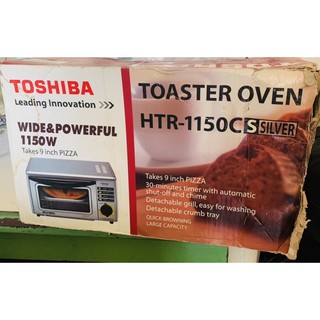 TOSHIBA
Leading Innovation >>>
WIDE&POWERFUL
1150W
Takes 9 inch PIZZA
TOASTER OVEN
HTR-1150CS SILVER
Takes 9 inch PIZZA
30-minutes timer with automatic
shut-off and chime
Detachable grill, easy for washing
Detachable crumb tray
QUICK BROWNING
LARGE CAPACITY